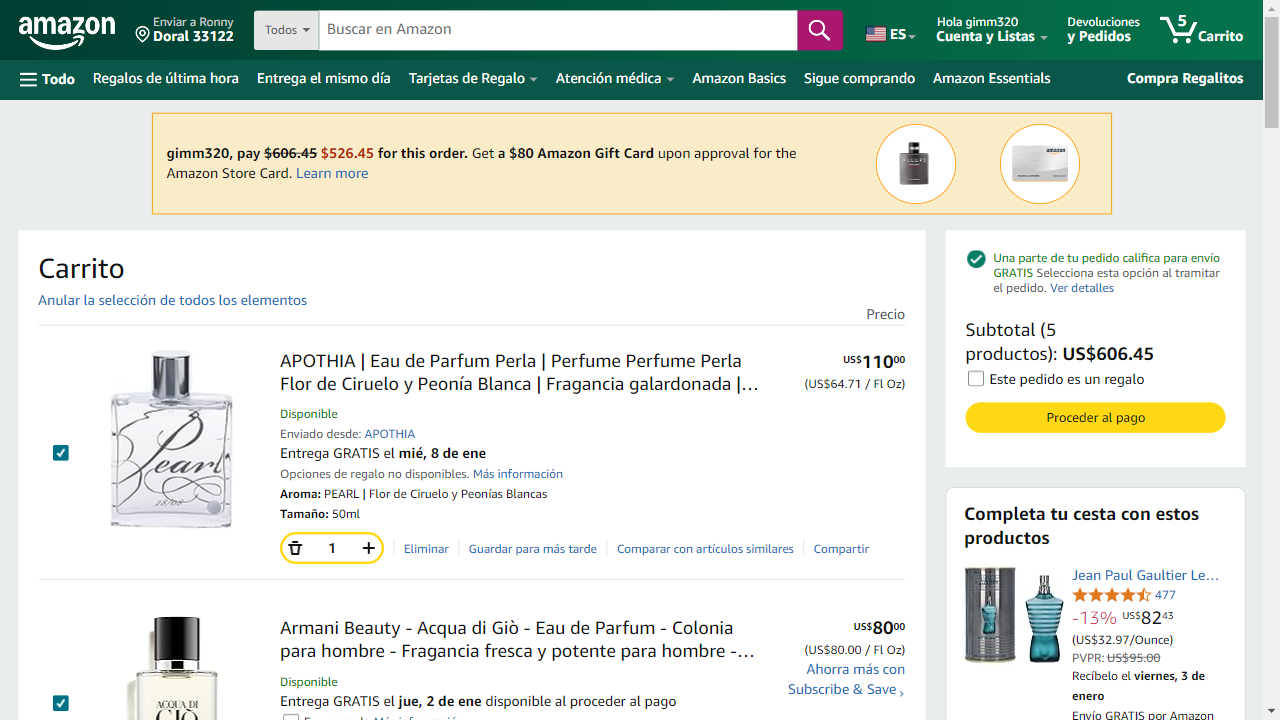 amazon
Enviar a Ronny
Doral 33122
Todos
Buscar en Amazon
ES
Hola gimm320
Cuenta y Listas
Devoluciones
y Pedidos
5
Carrito
Todo
Regalos de última hora
Entrega el mismo día
Tarjetas de Regalo
Atención médica
Amazon Basics
Sigue comprando
Amazon Essentials
Compra Regalitos
gimm320, pay $606.45 $526.45 for this order. Get a $80 Amazon Gift Card upon approval for the
Amazon Store Card. Learn more
ALLURE
amazon
Carrito
Anular la selección de todos los elementos
Precio
APOTHIA | Eau de Parfum Perla | Perfume Perfume Perla
Flor de Ciruelo y Peonía Blanca | Fragancia galardonada |…
US$110⁰⁰
(US$64.71 / Fl Oz)
Disponible
Enviado desde: APOTHIA
Entrega GRATIS el mié, 8 de ene
Opciones de regalo no disponibles. Más información
Aroma: PEARL | Flor de Ciruelo y Peonías Blancas
Tamaño: 50ml
Pearl
1
Eliminar
Guardar para más tarde
Comparar con artículos similares
Compartir
Armani Beauty - Acqua di Giò - Eau de Parfum - Colonia
para hombre - Fragancia fresca y potente para hombre -…
US$80⁰⁰
(US$80.00 / Fl Oz)
Ahorra más con
Subscribe & Save
Disponible
Entrega GRATIS el jue, 2 de ene disponible al proceder al pago
ACQUA DI
GIÒ
Una parte de tu pedido califica para envío
GRATIS Selecciona esta opción al tramitar
el pedido. Ver detalles
Subtotal (5
productos): US$606.45
Este pedido es un regalo
Proceder al pago
Completa tu cesta con estos
productos
Jean Paul Gaultier Le…
477
-13% US$82⁴³
(US$32.97/Ounce)
PVPR: US$95.00
Recíbelo el viernes, 3 de
enero
Envío GRATIS por Amazon